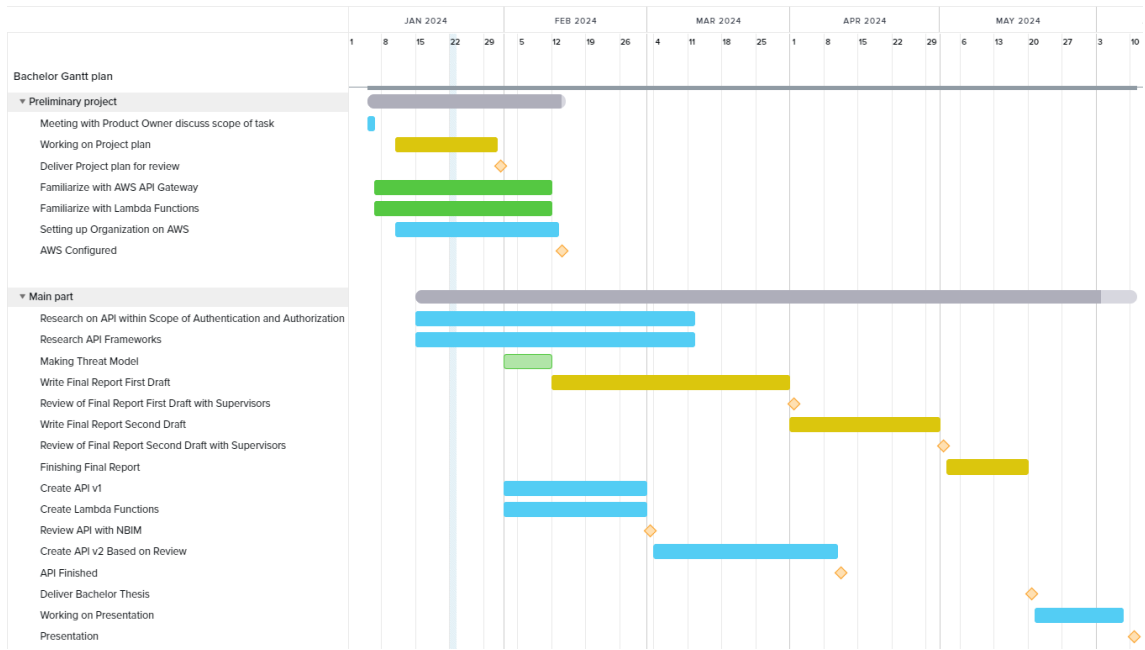 JAN 2024 FEB 2024 MAR 2024 APR 2024 MAY 2024
1 8 15 22 29 5 12 19 26 4 11 18 25 1 8 15 22 29 6 13 20 27 3 10
Bachelor Gantt plan
Preliminary project
Meeting with Product Owner discuss scope of task
Working on Project plan
Deliver Project plan for review
Familiarize with AWS API Gateway
Familiarize with Lambda Functions
Setting up Organization on AWS
AWS Configured
Main part
Research on API within Scope of Authentication and Authorization
Research API Frameworks
Making Threat Model
Write Final Report First Draft
Review of Final Report First Draft with Supervisors
Write Final Report Second Draft
Review of Final Report Second Draft with Supervisors
Finishing Final Report
Create API v1
Create Lambda Functions
Review API with NBIM
Create API v2 Based on Review
API Finished
Deliver Bachelor Thesis
Working on Presentation
Presentation